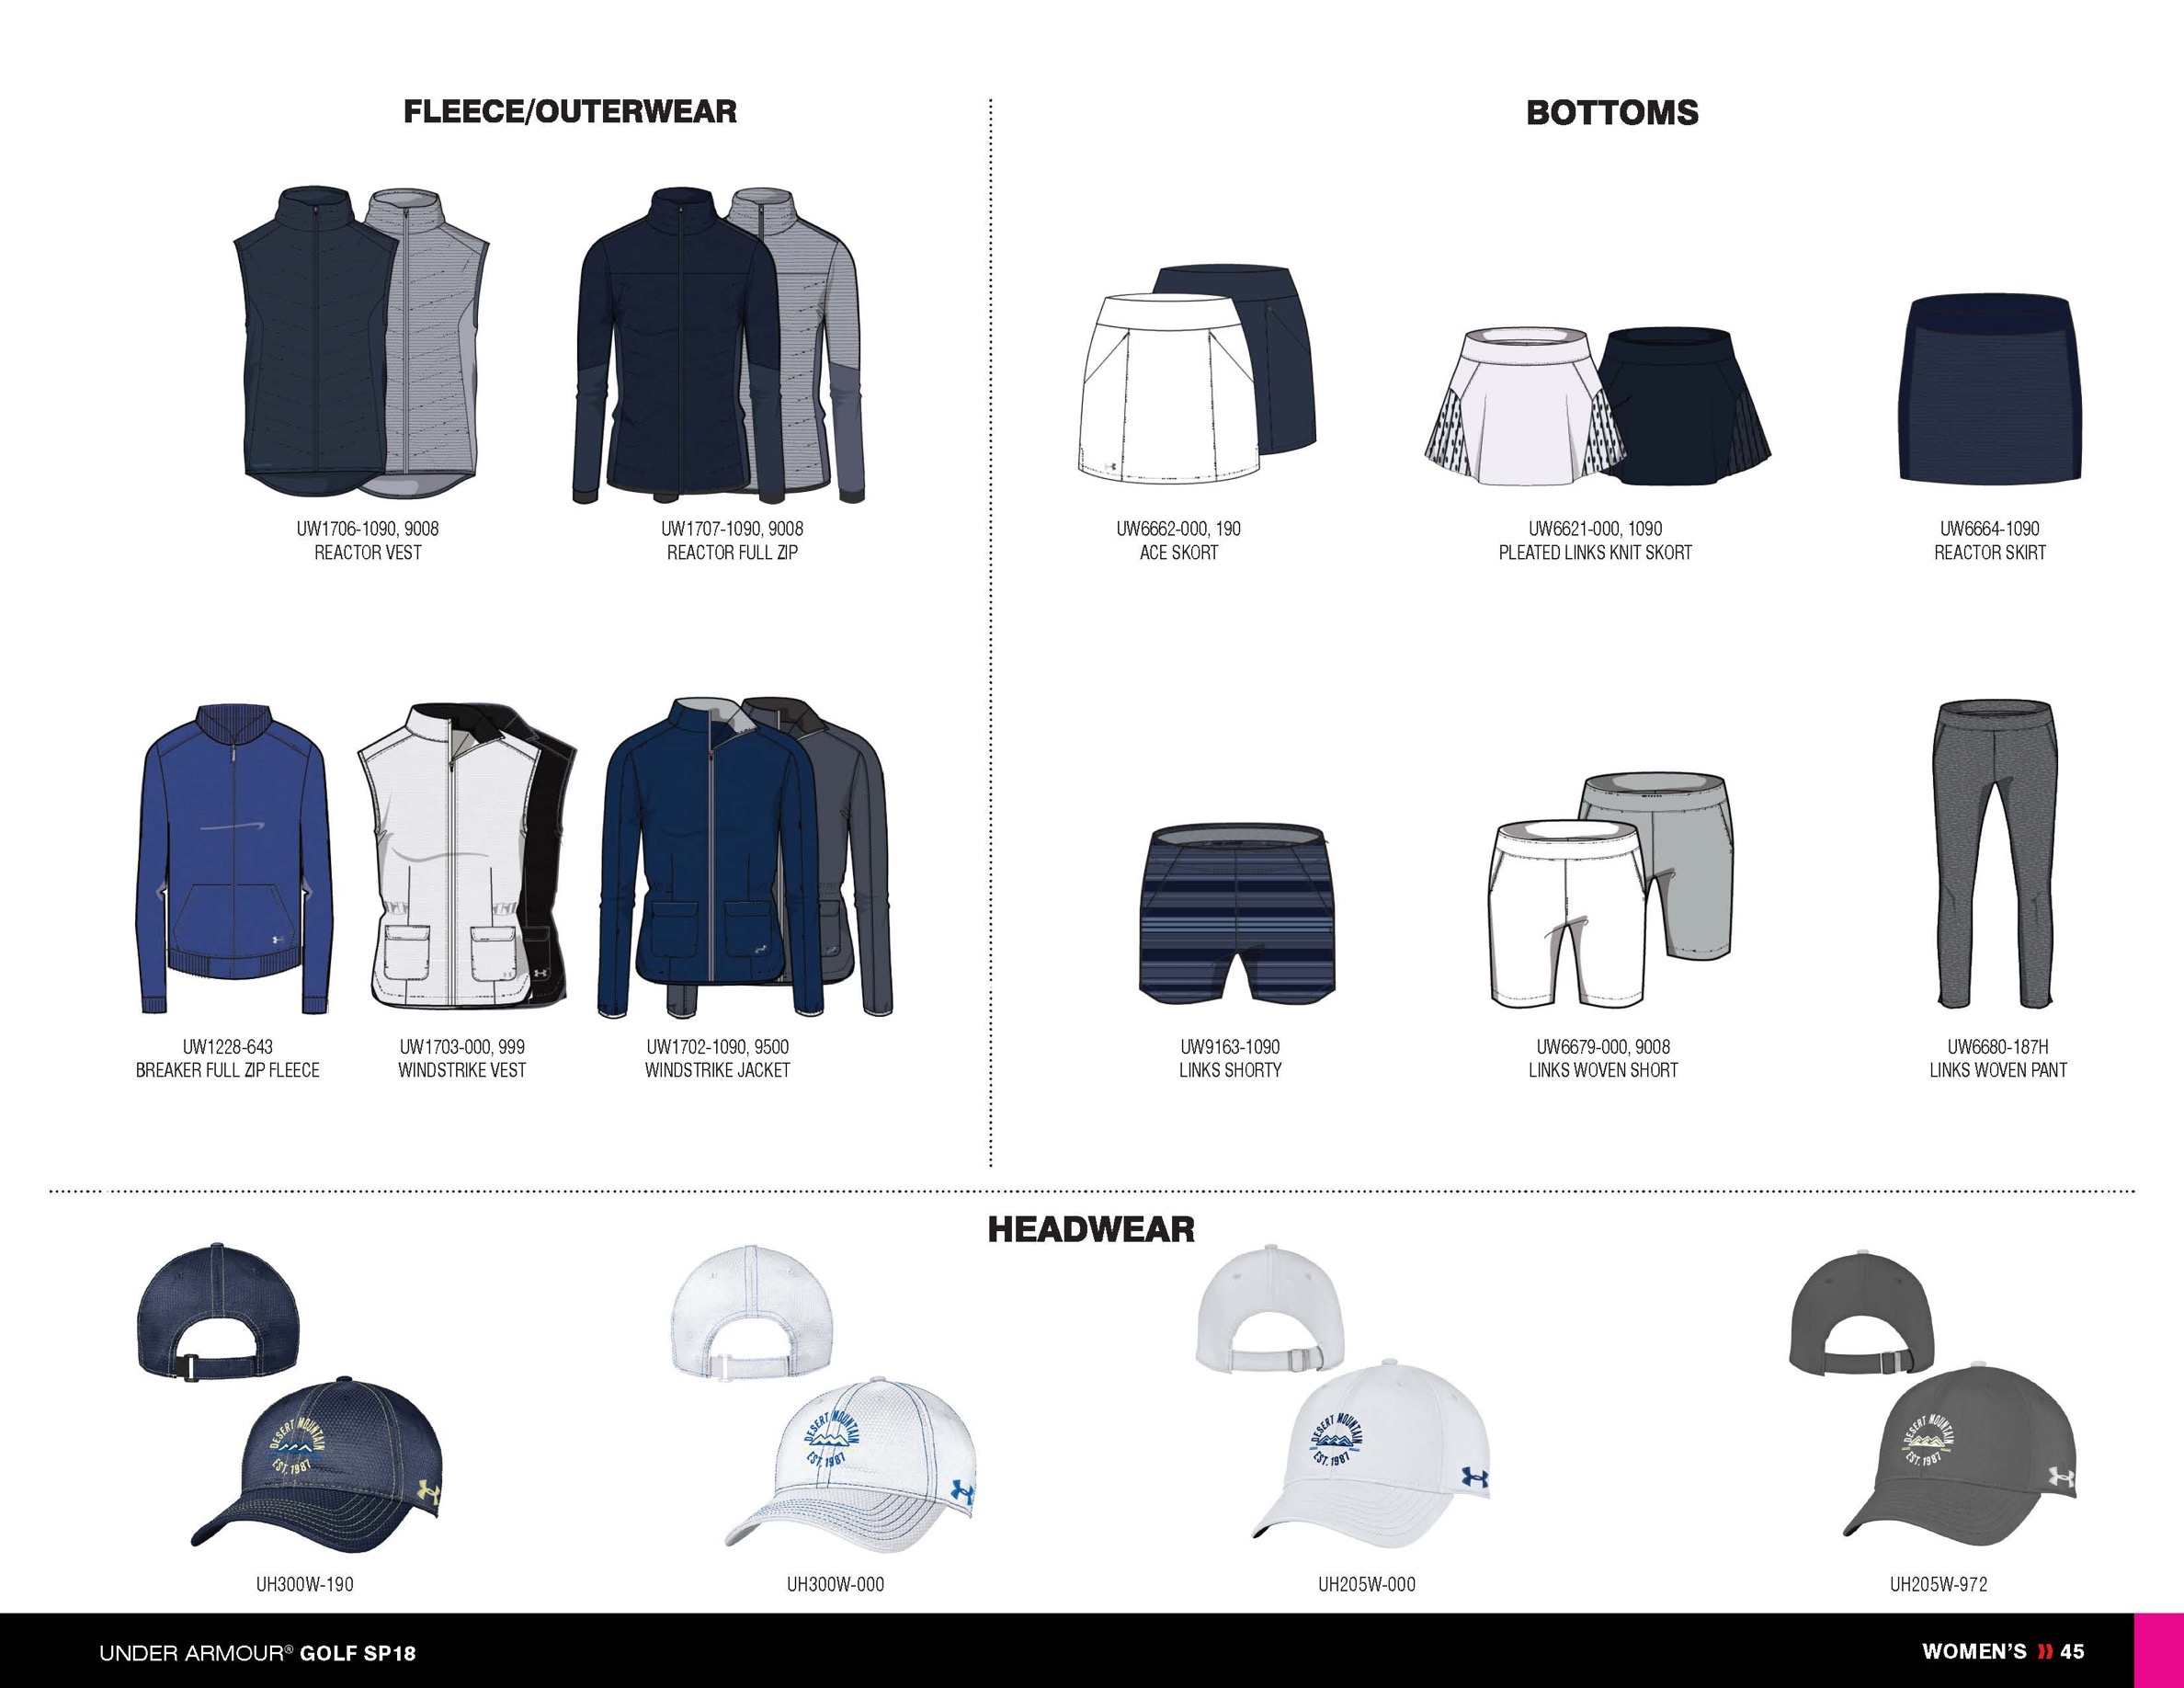 FLEECE/OUTERWEAR
UW1706-1090, 9008
REACTOR VEST
UW1707-1090, 9008
REACTOR FULL ZIP
UW1228-643
BREAKER FULL ZIP FLEECE
UW1703-000, 999
WINDSTRIKE VEST
UW1702-1090, 9500
WINDSTRIKE JACKET
BOTTOMS
UW6662-000, 190
ACE SKORT
UW6621-000, 1090
PLEATED LINKS KNIT SKORT
UW6664-1090
REACTOR SKIRT
UW9163-1090
LINKS SHORTY
UW6679-000, 9008
LINKS WOVEN SHORT
UW6680-187H
LINKS WOVEN PANT
HEADWEAR
DESERT MOUNTAIN
EST. 1987
UH300W-190
DESERT MOUNTAIN
EST. 1987
UH300W-000
DESERT MOUNTAIN
EST. 1987
UH205W-000
DESERT MOUNTAIN
EST. 1987
UH205W-972
UNDER ARMOUR® GOLF SP18
WOMEN'S 45